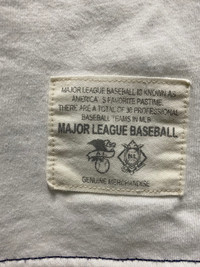 MAJOR LEAGUE BASEBALL IS KNOWN AS
AMERICA'S FAVORITE PASTIME.
THERE ARE A TOTAL OF 30 PROFESSIONAL
BASEBALL TEAMS IN MLB
MAJOR LEAGUE BASEBALL
GENUINE MERCHANDISE